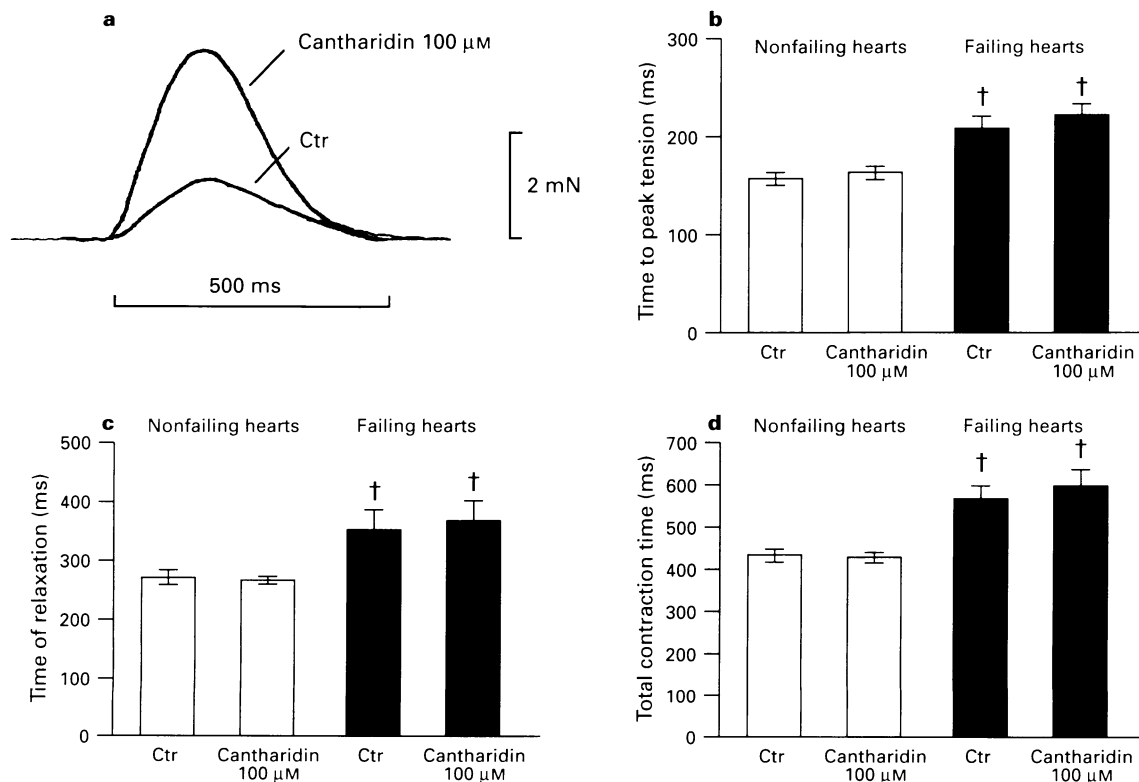 a
Cantharidin 100 μM
Ctr
2 mN
500 ms
b
300
200
100
0
Time to peak tension (ms)
Nonfailing hearts Failing hearts
† †
Ctr Cantharidin Ctr Cantharidin
100 μM 100 μM
c
Nonfailing hearts Failing hearts
500
400
300
200
100
0
Time of relaxation (ms)
† †
Ctr Cantharidin Ctr Cantharidin
100 μM 100 μM
d
Nonfailing hearts Failing hearts
700
600
500
400
300
200
100
0
Total contraction time (ms)
† †
Ctr Cantharidin Ctr Cantharidin
100 μM 100 μM